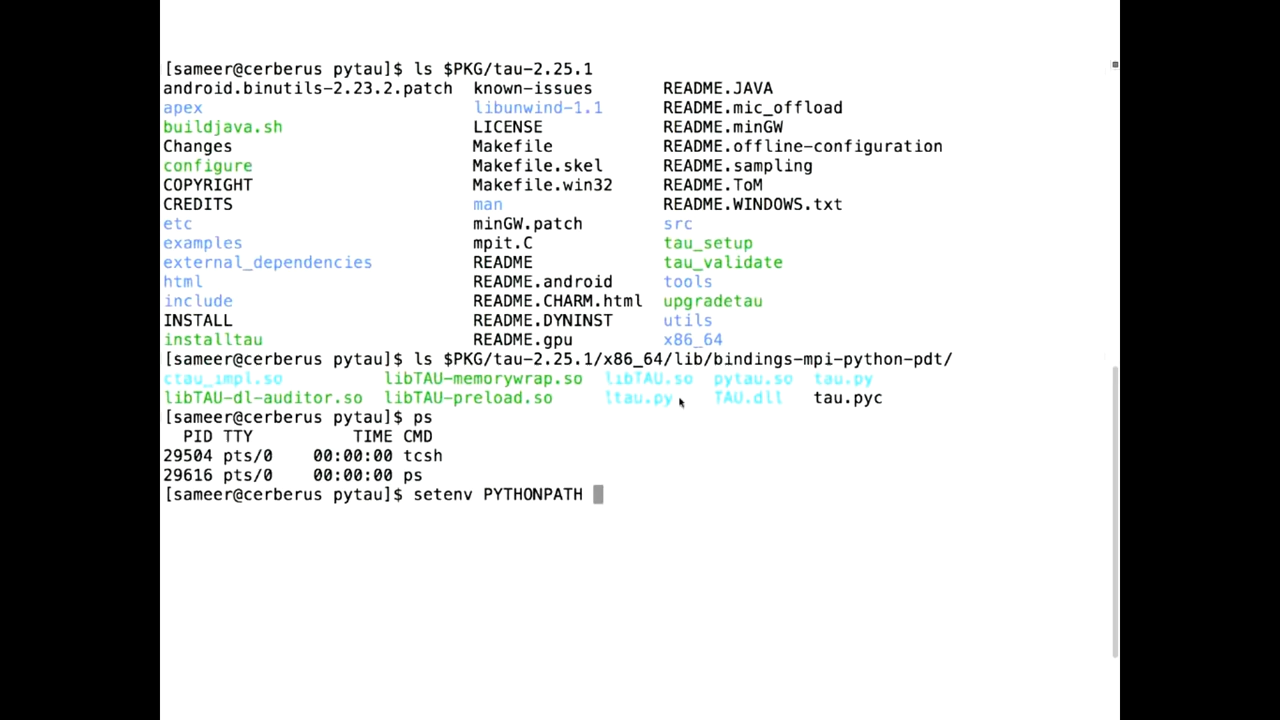 [sameer@cerberus pytau]$ ls $PKG/tau-2.25.1
android.binutils-2.23.2.patch known-issues README.JAVA
apex libunwind-1.1 README.mic_offload
buildjava.sh LICENSE README.minGW
Changes Makefile README.offline-configuration
configure Makefile.skel README.sampling
COPYRIGHT Makefile.win32 README.ToM
CREDITS man README.WINDOWS.txt
etc minGW.patch src
examples mpit.C tau_setup
external_dependencies README tau_validate
html README.android tools
include README.CHARM.html upgradetau
INSTALL README.DYNINST utils
installtau README.gpu x86_64
[sameer@cerberus pytau]$ ls $PKG/tau-2.25.1/x86_64/lib/bindings-mpi-python-pdt/
ctau_impl.so libTAU-memorywrap.so libTAU.so pytau.so tau.py
libTAU-dl-auditor.so libTAU-preload.so ltau.py TAU.dll tau.pyc
[sameer@cerberus pytau]$ ps
PID TTY TIME CMD
29504 pts/0 00:00:00 tcsh
29616 pts/0 00:00:00 ps
[sameer@cerberus pytau]$ setenv PYTHONPATH